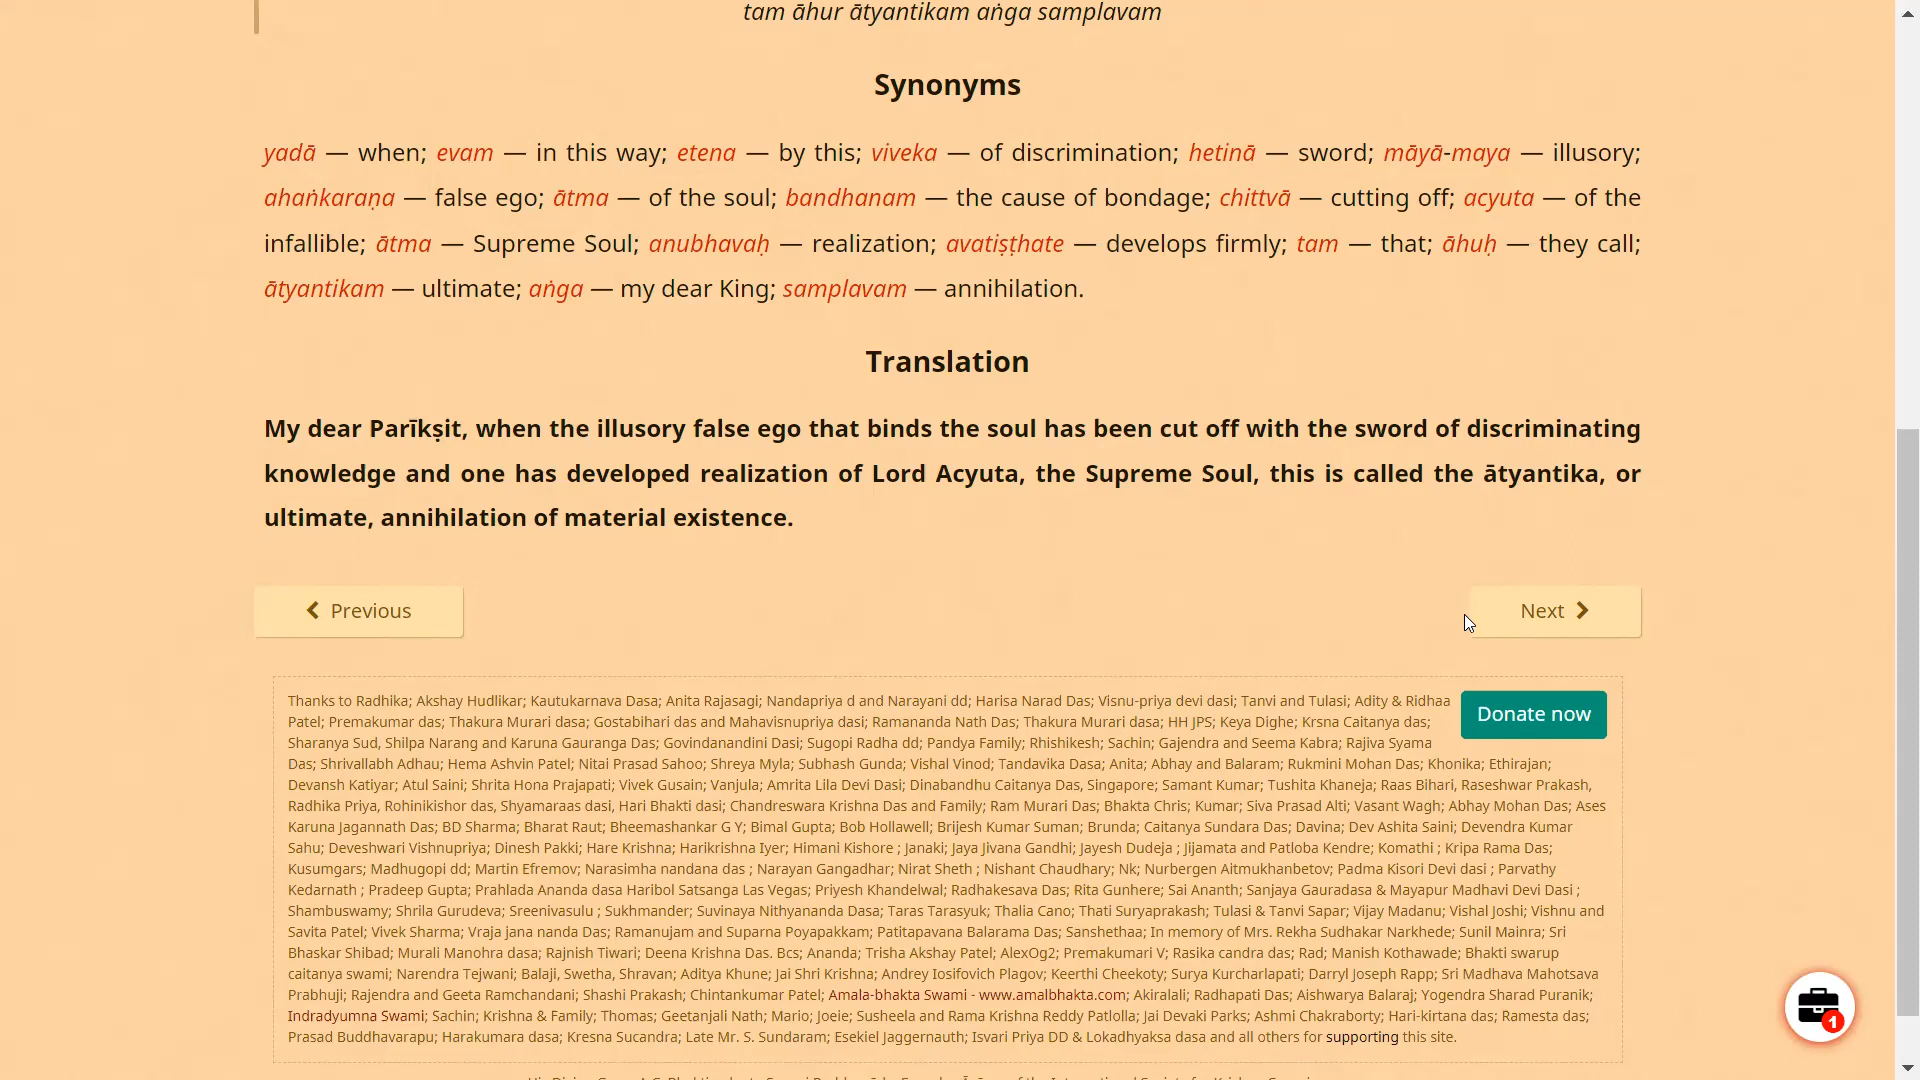 tam āhur ātyantikam aṅga samplavam
Synonyms
yadā — when; evam — in this way; etena — by this; viveka — of discrimination; hetinā — sword; māyā-maya — illusory;
ahaṅkaraṇa — false ego; ātma — of the soul; bandhanam — the cause of bondage; chittvā — cutting off; acyuta — of the
infallible; ātma — Supreme Soul; anubhavaḥ — realization; avatiṣṭhate — develops firmly; tam — that; āhuḥ — they call;
ātyantikam — ultimate; aṅga — my dear King; samplavam — annihilation.
Translation
My dear Parīkṣit, when the illusory false ego that binds the soul has been cut off with the sword of discriminating
knowledge and one has developed realization of Lord Acyuta, the Supreme Soul, this is called the ātyantika, or
ultimate, annihilation of material existence.
Previous
Next
Thanks to Radhika; Akshay Hudlikar; Kautukarnava Dasa; Anita Rajasagi; Nandapriya d and Narayani dd; Harisa Narad Das; Visnu-priya devi dasi; Tanvi and Tulasi; Adity & Ridhaa
Donate now
Patel; Premakumar das; Thakura Murari dasa; Gostabihari das and Mahavisnupriya dasi; Ramananda Nath Das; Thakura Murari dasa; HH JPS; Keya Dighe; Krsna Caitanya das;
Sharanya Sud, Shilpa Narang and Karuna Gauranga Das; Govindanandini Dasi; Sugopi Radha dd; Pandya Family; Rhishikesh; Sachin; Gajendra and Seema Kabra; Rajiva Syama
Das; Shrivallabh Adhau; Hema Ashvin Patel; Nitai Prasad Sahoo; Shreya Myla; Subhash Gunda; Vishal Vinod; Tandavika Dasa; Anita; Abhay and Balaram; Rukmini Mohan Das; Khonika; Ethirajan;
Devansh Katiyar; Atul Saini; Shrita Hona Prajapati; Vivek Gusain; Vanjula; Amrita Lila Devi Dasi; Dinabandhu Caitanya Das, Singapore; Samant Kumar; Tushita Khaneja; Raas Bihari, Raseshwar Prakash,
Radhika Priya, Rohinikishor das, Shyamaraas dasi, Hari Bhakti dasi; Chandreswara Krishna Das and Family; Ram Murari Das; Bhakta Chris; Kumar; Siva Prasad Alti; Vasant Wagh; Abhay Mohan Das; Ases
Karuna Jagannath Das; BD Sharma; Bharat Raut; Bheemashankar G Y; Bimal Gupta; Bob Hollawell; Brijesh Kumar Suman; Brunda; Caitanya Sundara Das; Davina; Dev Ashita Saini; Devendra Kumar
Sahu; Deveshwari Vishnupriya; Dinesh Pakki; Hare Krishna; Harikrishna Iyer; Himani Kishore ; Janaki; Jaya Jivana Gandhi; Jayesh Dudeja ; Jijamata and Patloba Kendre; Komathi ; Kripa Rama Das;
Kusumgars; Madhugopi dd; Martin Efremov; Narasimha nandana das ; Narayan Gangadhar; Nirat Sheth ; Nishant Chaudhary; Nk; Nurbergen Aitmukhanbetov; Padma Kisori Devi dasi ; Parvathy
Kedarnath ; Pradeep Gupta; Prahlada Ananda dasa Haribol Satsanga Las Vegas; Priyesh Khandelwal; Radhakesava Das; Rita Gunhere; Sai Ananth; Sanjaya Gauradasa & Mayapur Madhavi Devi Dasi ;
Shambuswamy; Shrila Gurudeva; Sreenivasulu ; Sukhmander; Suvinaya Nithyananda Dasa; Taras Tarasyuk; Thalia Cano; Thati Suryaprakash; Tulasi & Tanvi Sapar; Vijay Madanu; Vishal Joshi; Vishnu and
Savita Patel; Vivek Sharma; Vraja jana nanda Das; Ramanujam and Suparna Poyapakkam; Patitapavana Balarama Das; Sanshethaa; In memory of Mrs. Rekha Sudhakar Narkhede; Sunil Mainra; Sri
Bhaskar Shibad; Murali Manohra dasa; Rajnish Tiwari; Deena Krishna Das. Bcs; Ananda; Trisha Akshay Patel; AlexOg2; Premakumari V; Rasika candra das; Rad; Manish Kothawade; Bhakti swarup
caitanya swami; Narendra Tejwani; Balaji, Swetha, Shravan; Aditya Khune; Jai Shri Krishna; Andrey Iosifovich Plagov; Keerthi Cheekoty; Surya Kurcharlapati; Darryl Joseph Rapp; Sri Madhava Mahotsava
Prabhuji; Rajendra and Geeta Ramchandani; Shashi Prakash; Chintankumar Patel; Amala-bhakta Swami - www.amalbhakta.com; Akiralali; Radhapati Das; Aishwarya Balaraj; Yogendra Sharad Puranik;
Indradyumna Swami; Sachin; Krishna & Family; Thomas; Geetanjali Nath; Mario; Joeie; Susheela and Rama Krishna Reddy Patlolla; Jai Devaki Parks; Ashmi Chakraborty; Hari-kirtana das; Ramesta das;
Prasad Buddhavarapu; Harakumara dasa; Kresna Sucandra; Late Mr. S. Sundaram; Esekiel Jaggernauth; Isvari Priya DD & Lokadhyaksa dasa and all others for supporting this site.
1